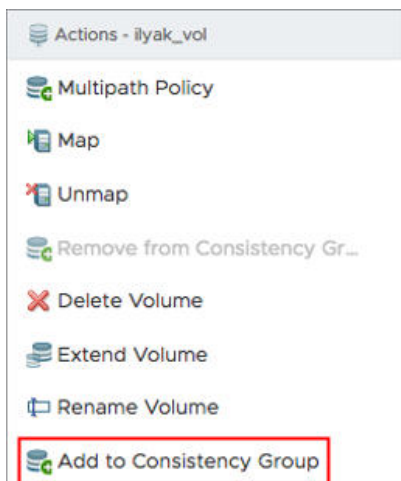 Actions - ilyak_vol
Multipath Policy
Map
Unmap
Remove from Consistency Gr...
Delete Volume
Extend Volume
Rename Volume
Add to Consistency Group